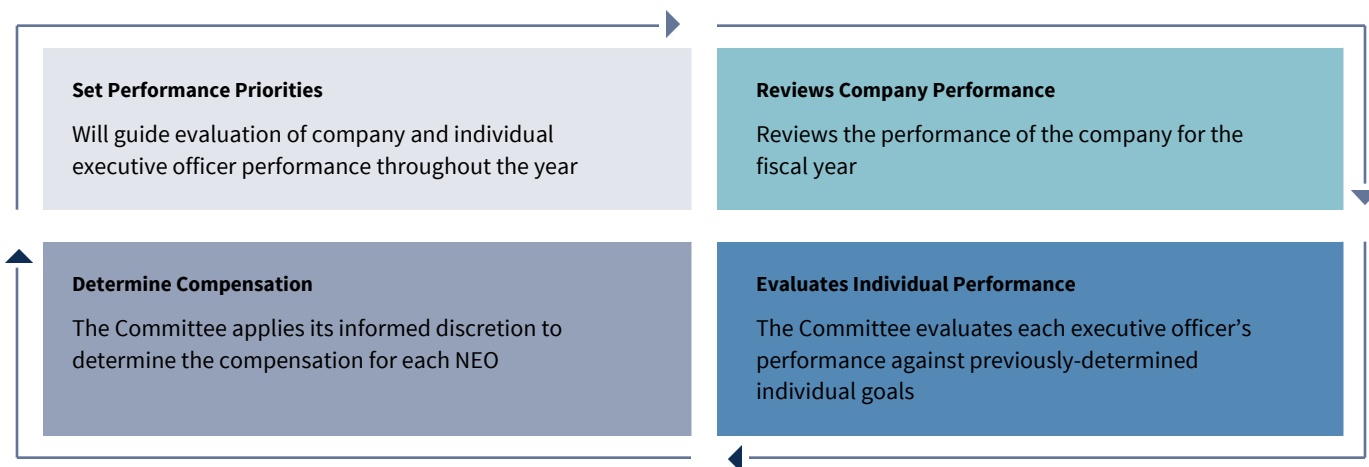 Set Performance Priorities
Will guide evaluation of company and individual
executive officer performance throughout the year
Reviews Company Performance
Reviews the performance of the company for the
fiscal year
Determine Compensation
The Committee applies its informed discretion to
determine the compensation for each NEO
Evaluates Individual Performance
The Committee evaluates each executive officer’s
performance against previously-determined
individual goals